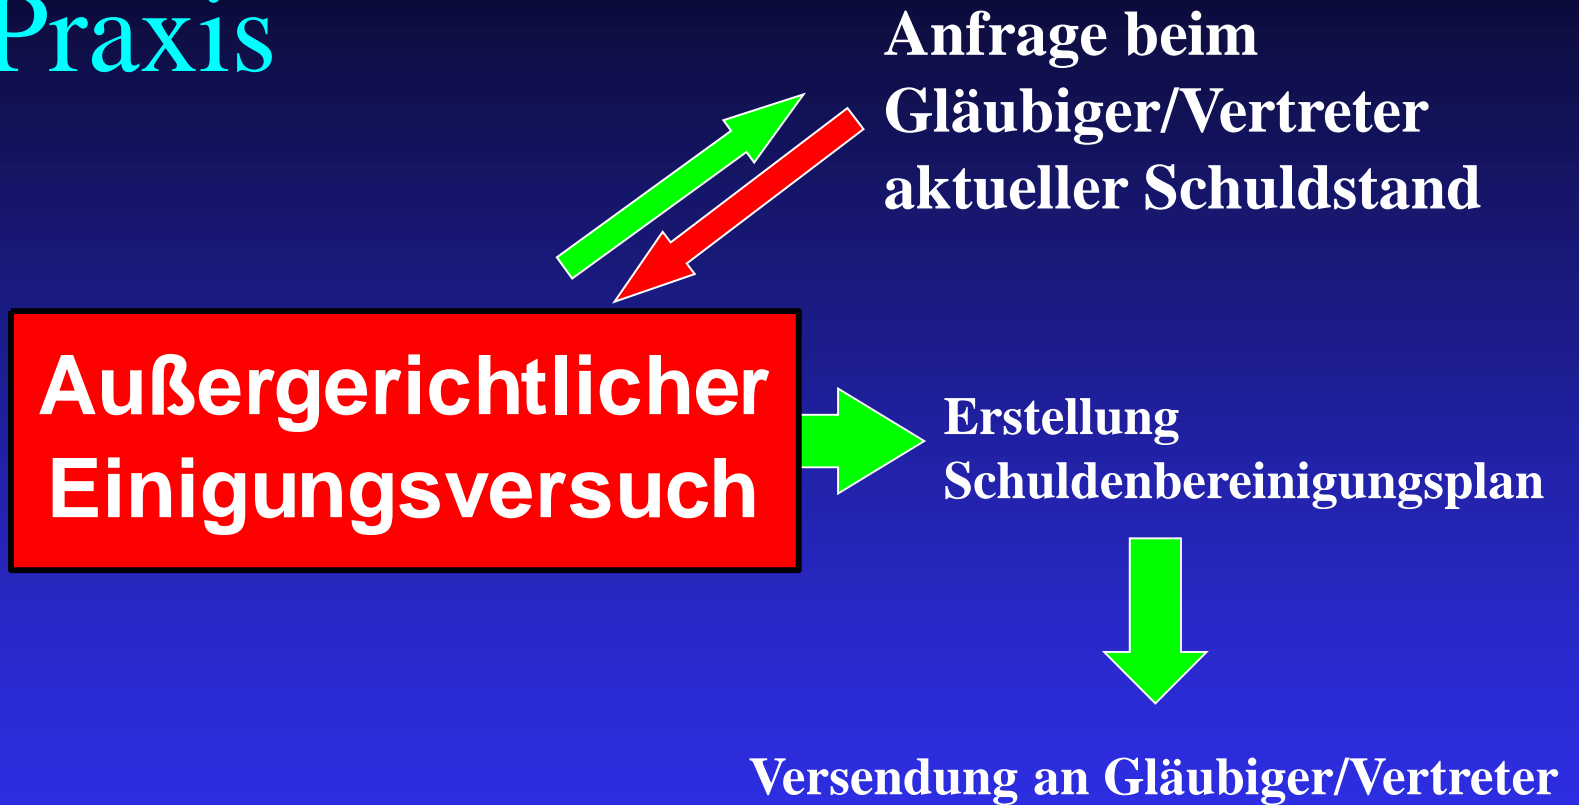 Praxis
Anfrage beim
Gläubiger/Vertreter
aktueller Schuldstand
Außergerichtlicher
Einigungsversuch
Erstellung
Schuldenbereinigungsplan
Versendung an Gläubiger/Vertreter